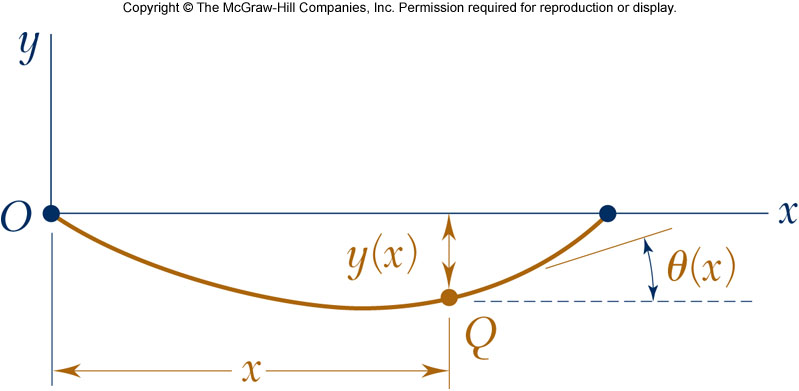 Copyright © The McGraw-Hill Companies, Inc. Permission required for reproduction or display.
y
O
x
y(x)
θ(x)
Q
x